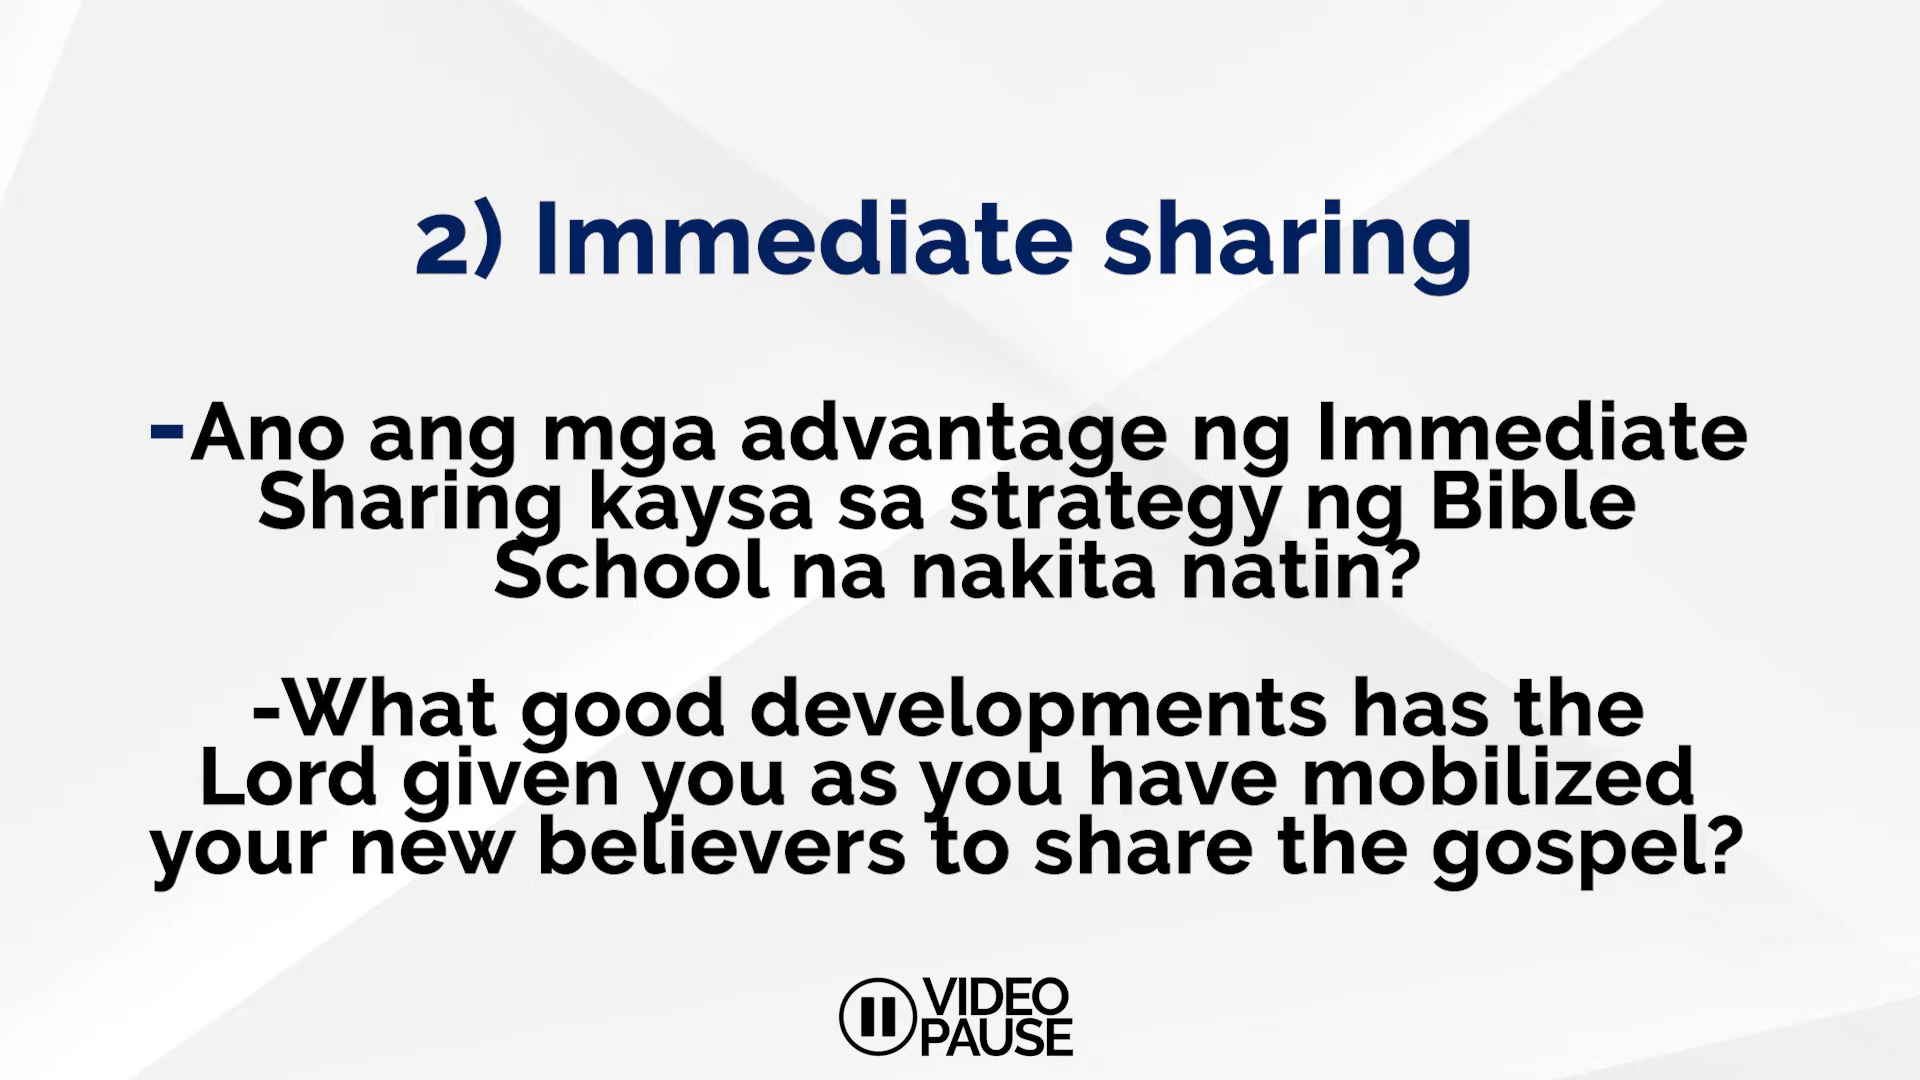 2) Immediate sharing
-Ano ang mga advantage ng Immediate
Sharing kaysa sa strategy ng Bible
School na nakita natin?
-What good developments has the
Lord given you as you have mobilized
your new believers to share the gospel?
VIDEO
PAUSE